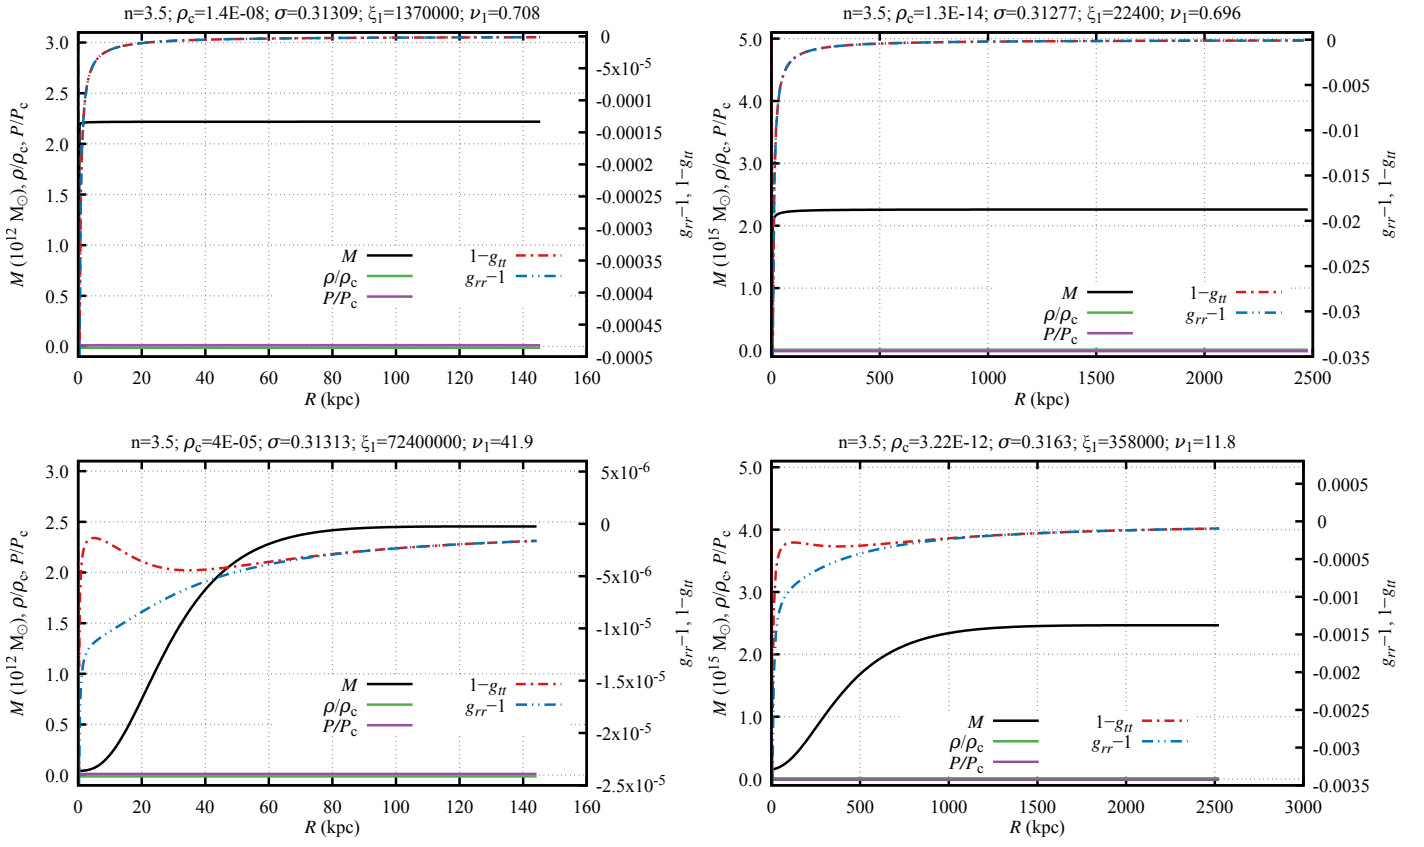 n=3.5; ρc=1.4E-08; σ=0.31309; ξ1=1370000; ν1=0.708
M (10^12 M⊙), ρ/ρc, P/Pc
3.0
2.5
2.0
1.5
1.0
0.5
0.0
0
-5x10^-5
-0.0001
-0.00015
-0.0002
-0.00025
-0.0003
-0.00035
-0.0004
-0.00045
-0.0005
grr−1, 1−gtt
M
ρ/ρc
P/Pc
1−gtt
grr−1
0 20 40 60 80 100 120 140 160
R (kpc)
n=3.5; ρc=1.3E-14; σ=0.31277; ξ1=22400; ν1=0.696
M (10^15 M⊙), ρ/ρc, P/Pc
5.0
4.0
3.0
2.0
1.0
0.0
0
-0.005
-0.01
-0.015
-0.02
-0.025
-0.03
-0.035
grr−1, 1−gtt
M
ρ/ρc
P/Pc
1−gtt
grr−1
0 500 1000 1500 2000 2500
R (kpc)
n=3.5; ρc=4E-05; σ=0.31313; ξ1=72400000; ν1=41.9
M (10^12 M⊙), ρ/ρc, P/Pc
3.0
2.5
2.0
1.5
1.0
0.5
0.0
5x10^-6
0
-5x10^-6
-1x10^-5
-1.5x10^-5
-2x10^-5
-2.5x10^-5
grr−1, 1−gtt
M
ρ/ρc
P/Pc
1−gtt
grr−1
0 20 40 60 80 100 120 140 160
R (kpc)
n=3.5; ρc=3.22E-12; σ=0.3163; ξ1=358000; ν1=11.8
M (10^15 M⊙), ρ/ρc, P/Pc
5.0
4.0
3.0
2.0
1.0
0.0
0.0005
0
-0.0005
-0.001
-0.0015
-0.002
-0.0025
-0.003
-0.0035
grr−1, 1−gtt
M
ρ/ρc
P/Pc
1−gtt
grr−1
0 500 1000 1500 2000 2500 3000
R (kpc)